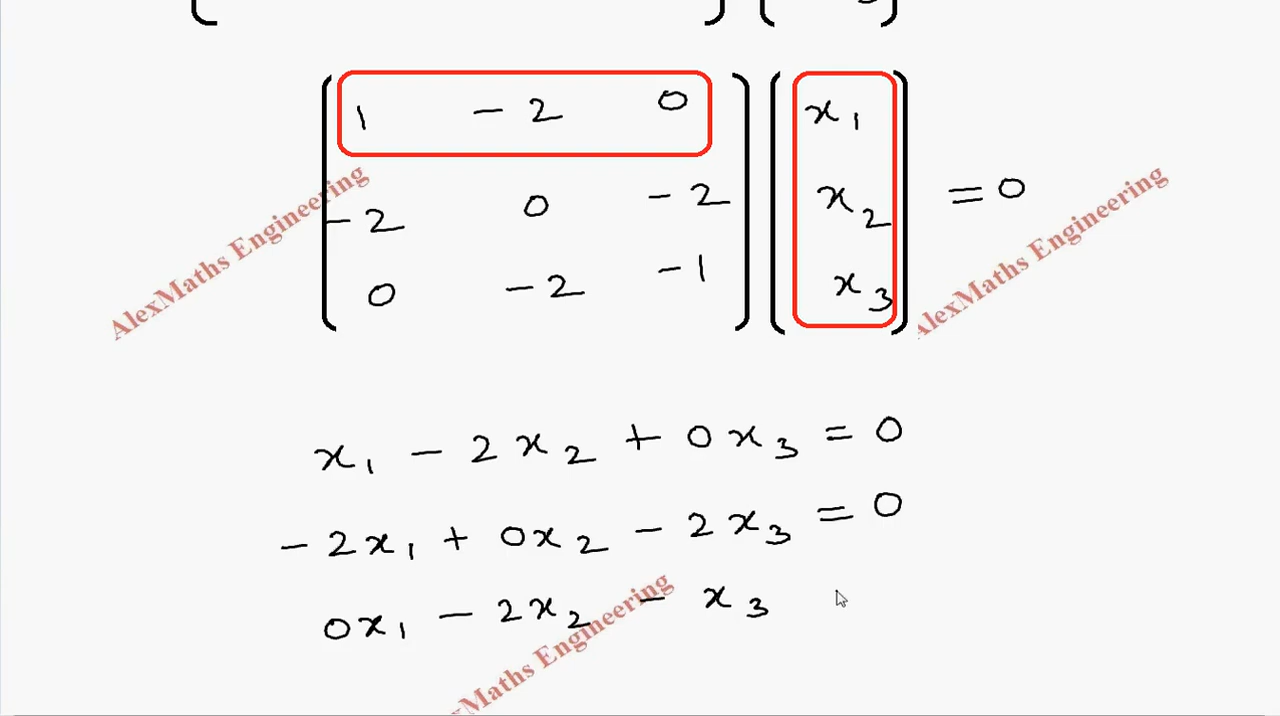 1 - 2 0 x1
-2 0 -2 x2 = 0
0 -2 -1 x3
AlexMaths Engineering
AlexMaths Engineering
x1 - 2x2 + 0x3 = 0
-2x1 + 0x2 - 2x3 = 0
0x1 - 2x2 - x3
AlexMaths Engineering